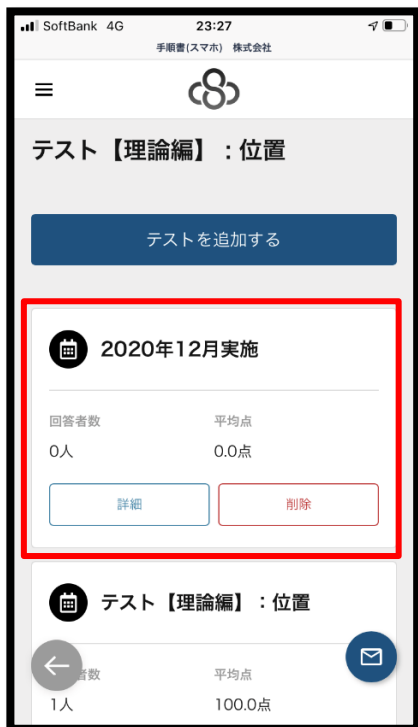 SoftBank 4G 23:27
手順書(スマホ) 株式会社
テスト【理論編】：位置
テストを追加する
2020年12月実施
回答者数 平均点
0人 0.0点
詳細 削除
テスト【理論編】：位置
者数 平均点
1人 100.0点